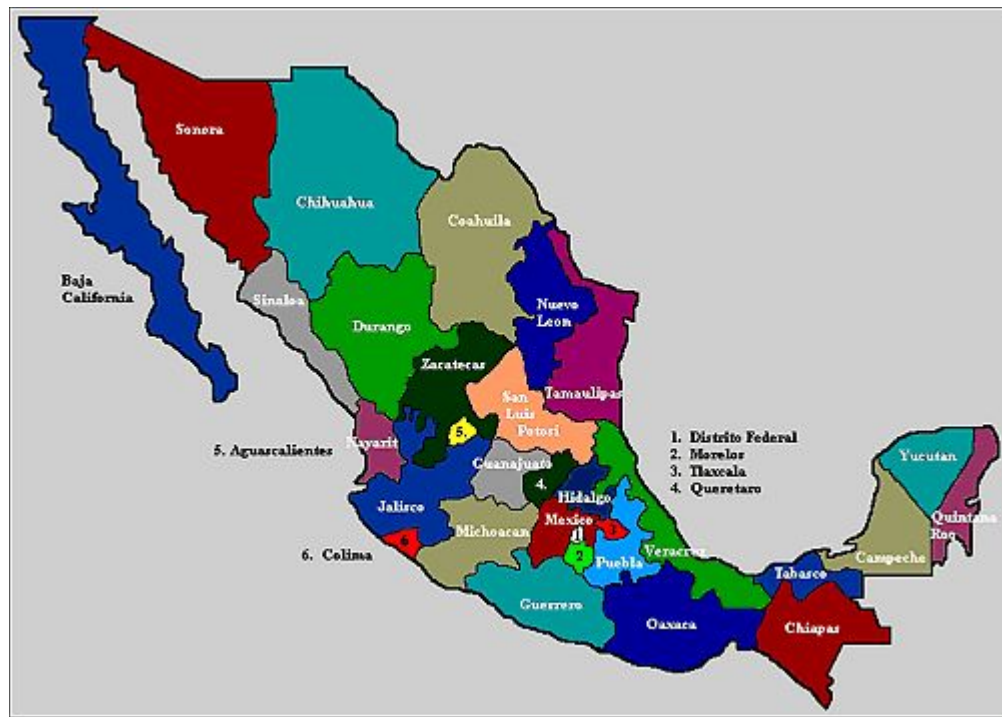 Sonora
Chihuahua
Coahuila
Baja
California
Sinaloa
Nuevo
Leon
Durango
Zacatecas
Tamaulipas
San
Luis
Potosi
5.
Nayarit
5. Aguascalientes
Guanajuato
4.
1. Distrito Federal
2. Morelos
3. Tlaxcala
4. Queretaro
Yucutan
Hidalgo
Jalisco
Mexico
Michoacan
1
3
Quintana
Roo
6
6. Colima
2
Puebla
Veracruz
Campeche
Tabasco
Guerrero
Oaxaca
Chiapas